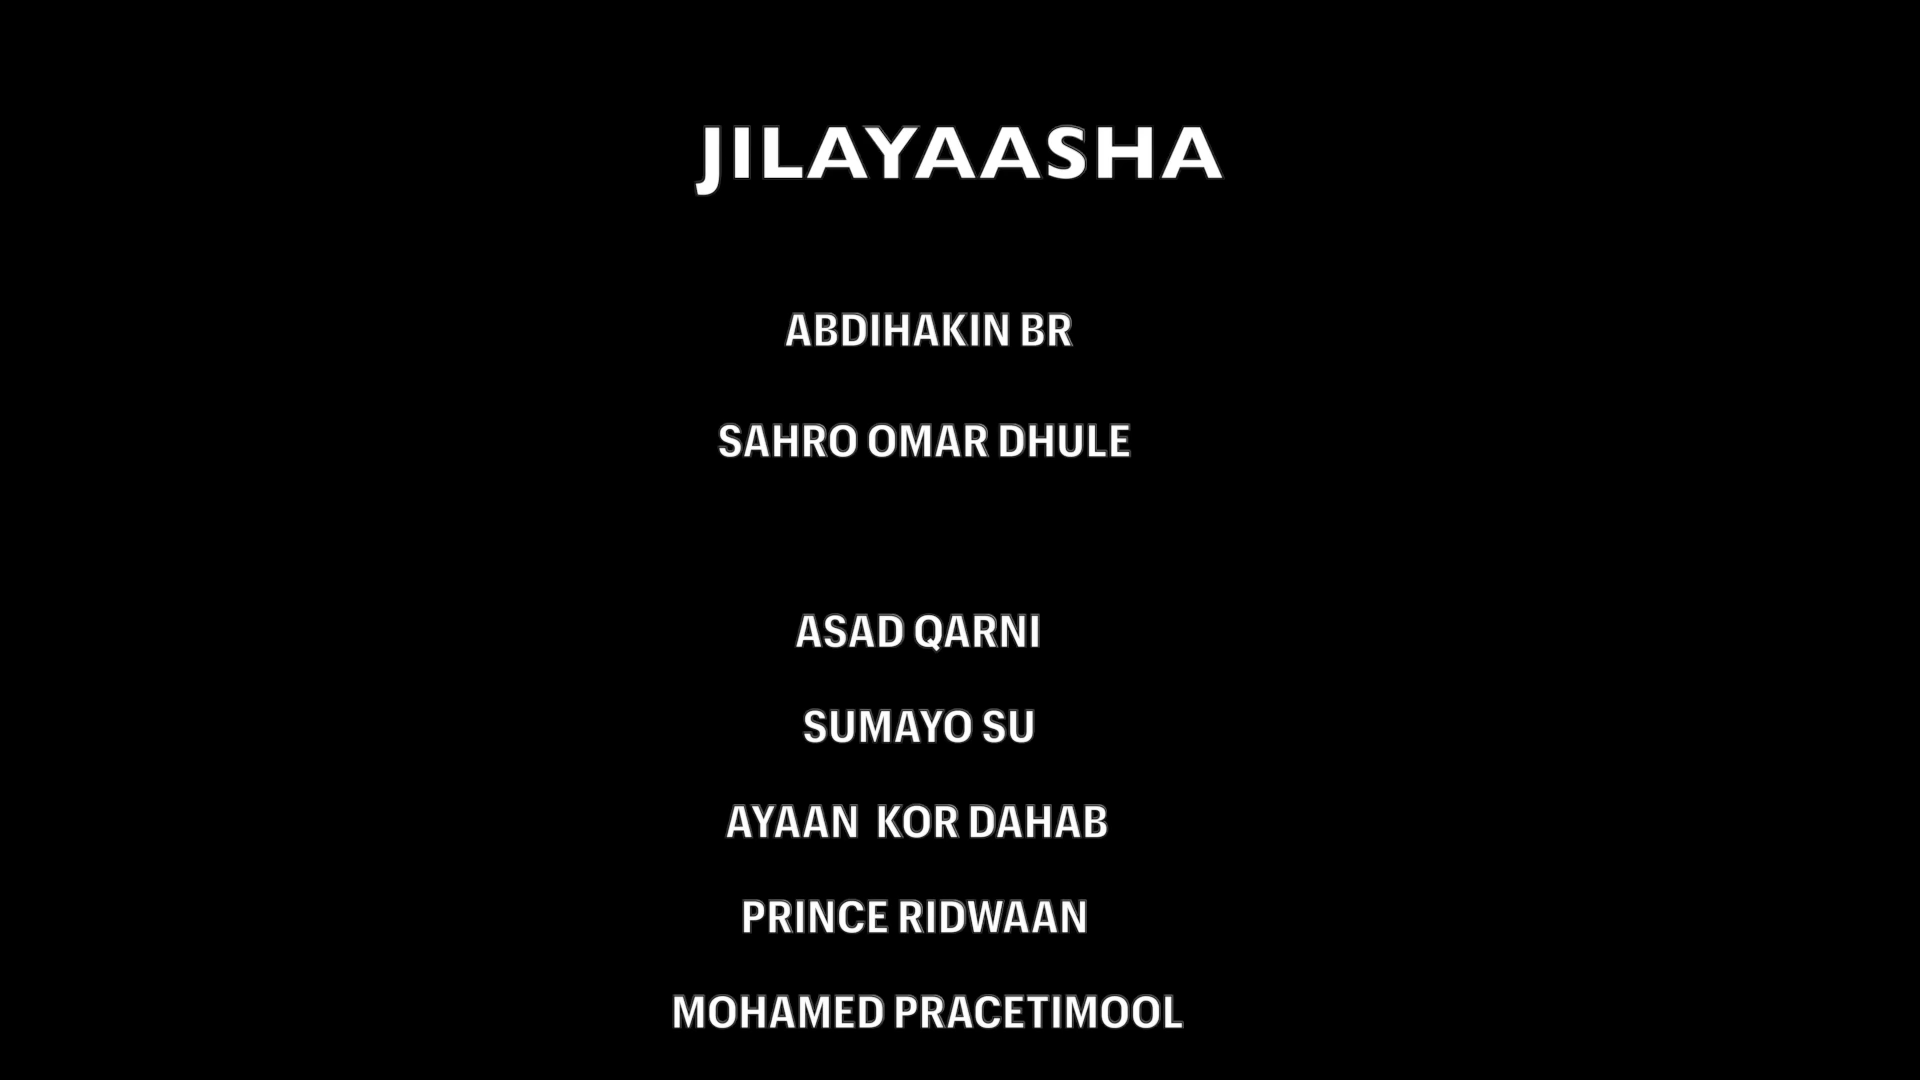 JILAYAASHA
ABDIHAKIN BR
SAHRO OMAR DHULE
ASAD QARNI
SUMAYO SU
AYAAN KOR DAHAB
PRINCE RIDWAAN
MOHAMED PRACETIMOOL